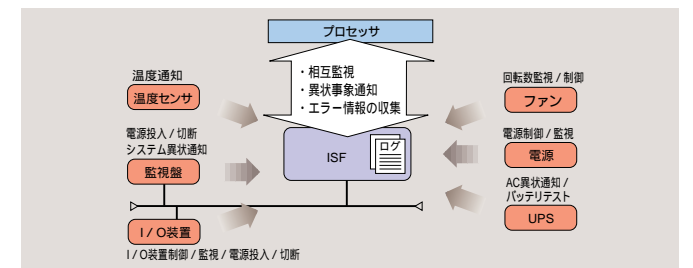 プロセッサ
・相互監視
・異状事象通知
・エラー情報の収集
温度通知
温度センサ
電源投入 / 切断
システム異状通知
監視盤
I / O装置
I / O装置制御 / 監視 / 電源投入 / 切断
ISF
ログ
回転数監視 / 制御
ファン
電源制御 / 監視
電源
AC異状通知 /
バッテリテスト
UPS